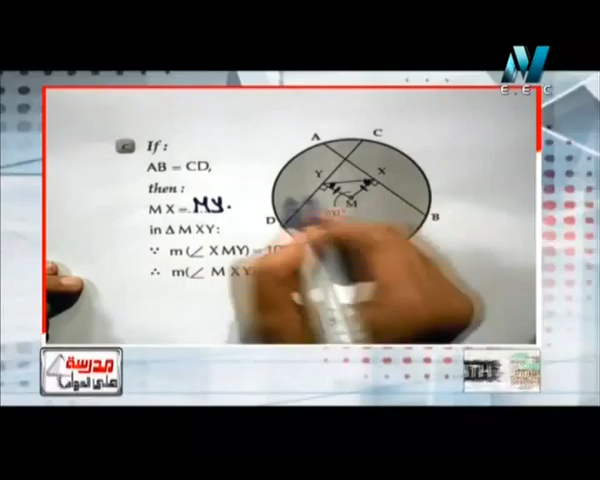 E.E.C
C If:
AB = CD,
then:
MX = MY.
in Δ MXY:
∵ m(∠ XMY) =
∴ m(∠ MXY
A
C
Y
X
M
D
B
مدرسة
على الهواء